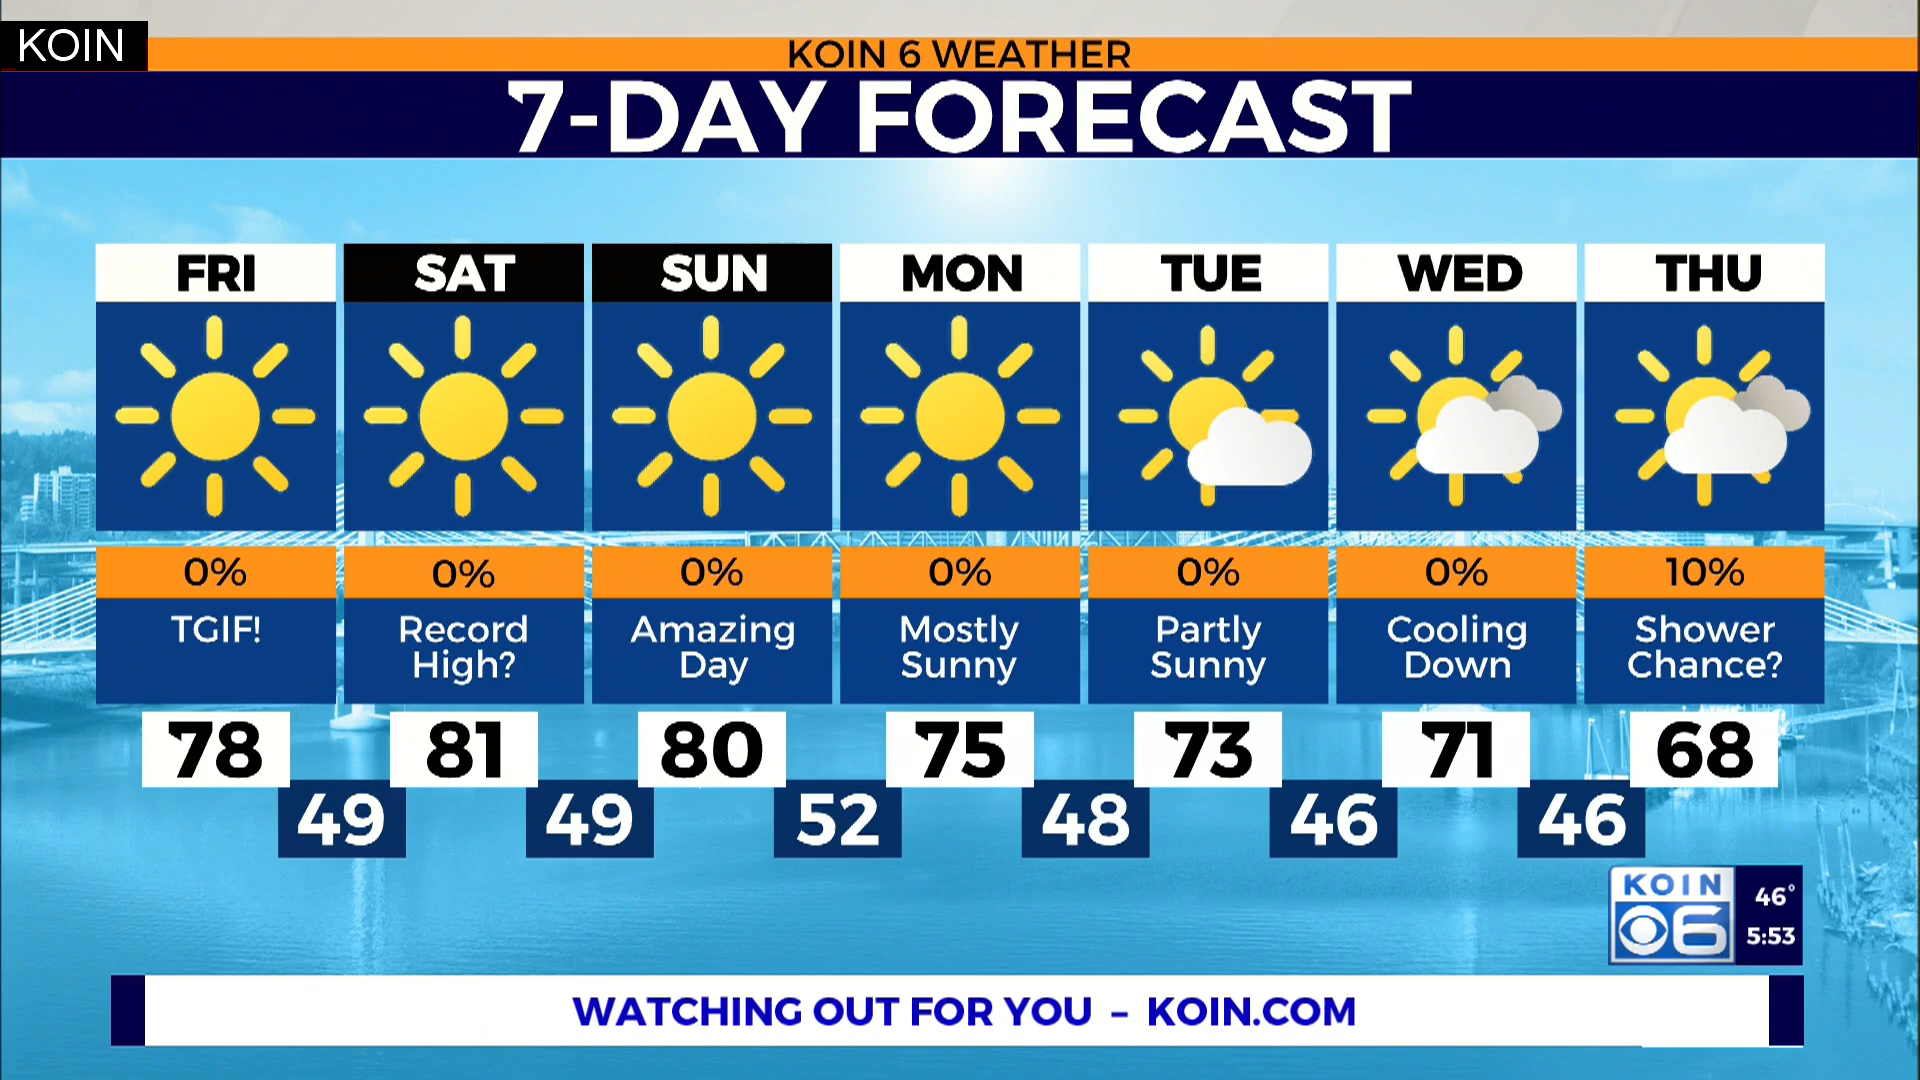 KOIN
KOIN 6 WEATHER
7-DAY FORECAST
FRI SAT SUN MON TUE WED THU
0% 0% 0% 0% 0% 0% 10%
TGIF! Record High? Amazing Day Mostly Sunny Partly Sunny Cooling Down Shower Chance?
78 81 80 75 73 71 68
49 49 52 48 46 46
KOIN 6
46°
5:53
WATCHING OUT FOR YOU – KOIN.COM